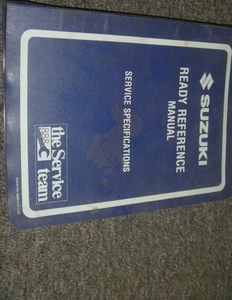 SUZUKI
READY REFERENCE
MANUAL
SERVICE SPECIFICATIONS
the Service
team